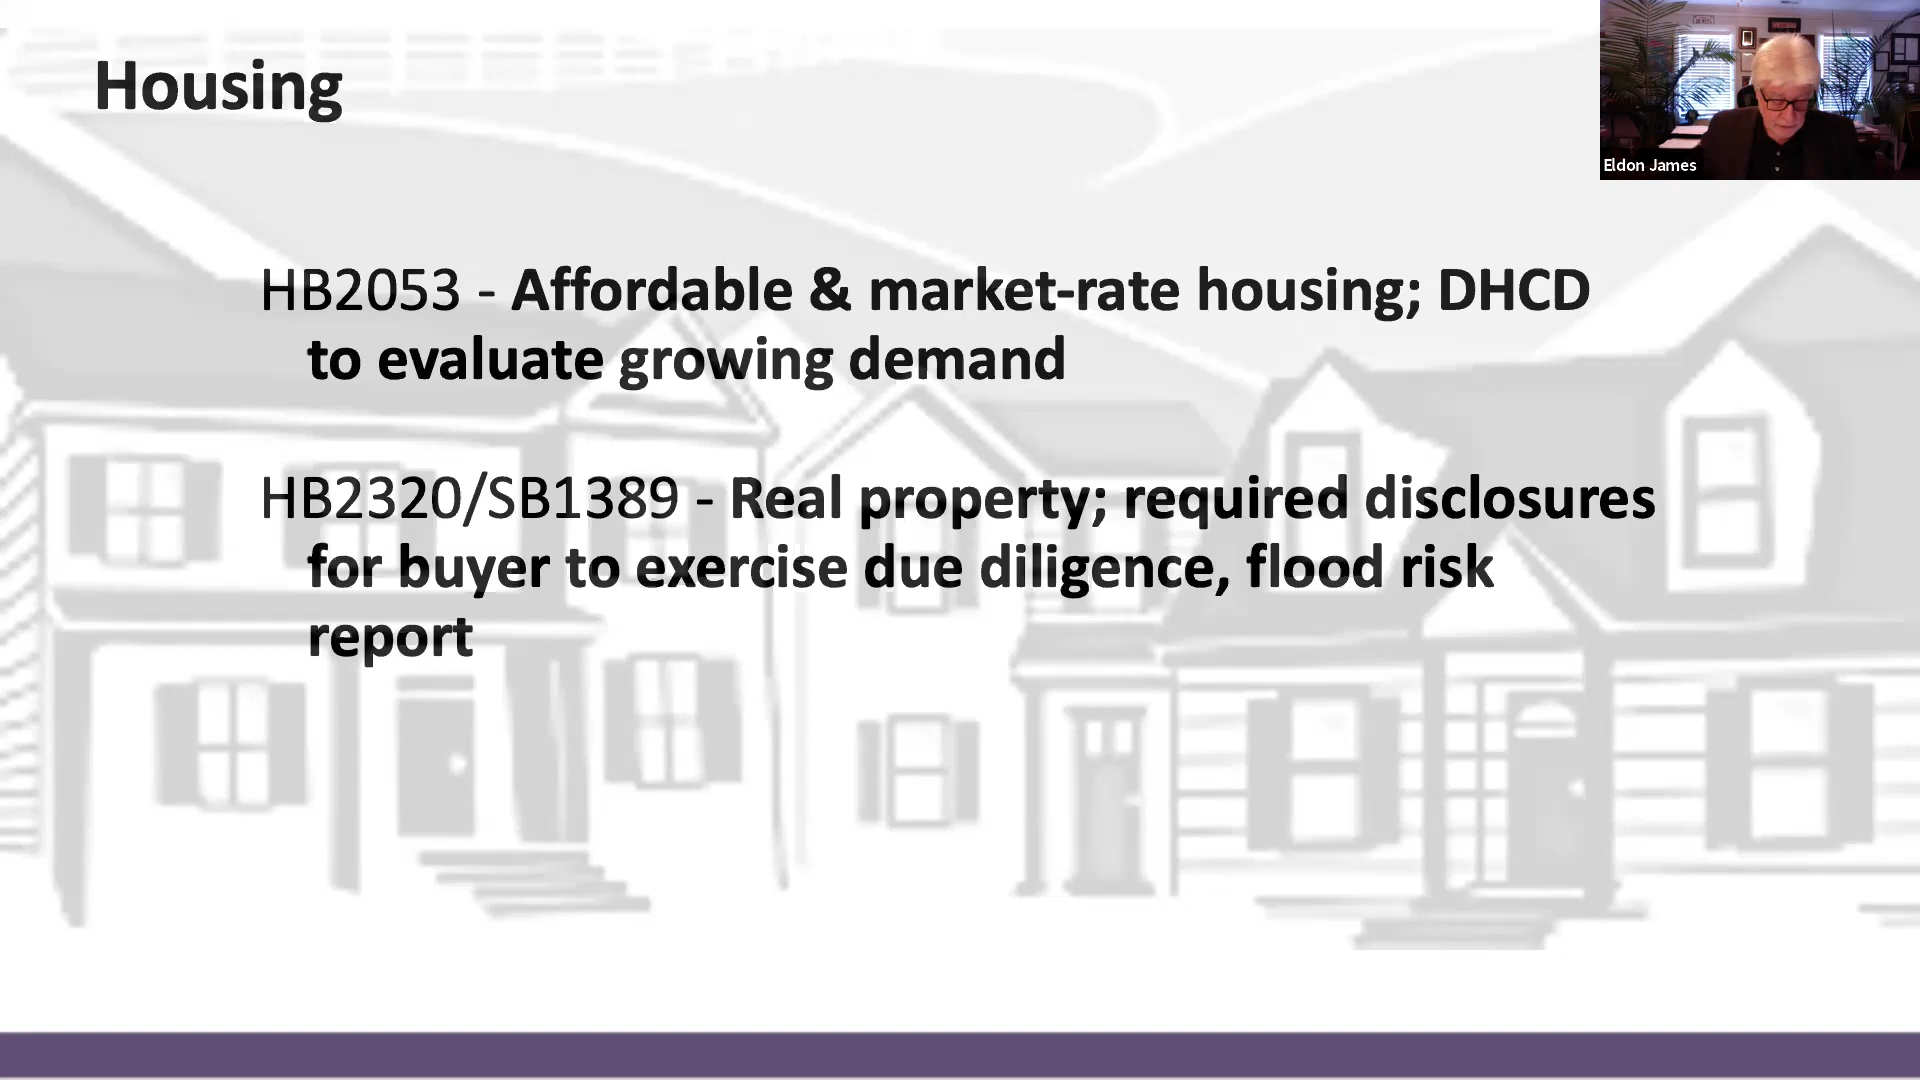 Housing
Eldon James
HB2053 - Affordable & market-rate housing; DHCD
to evaluate growing demand
HB2320/SB1389 - Real property; required disclosures
for buyer to exercise due diligence, flood risk
report